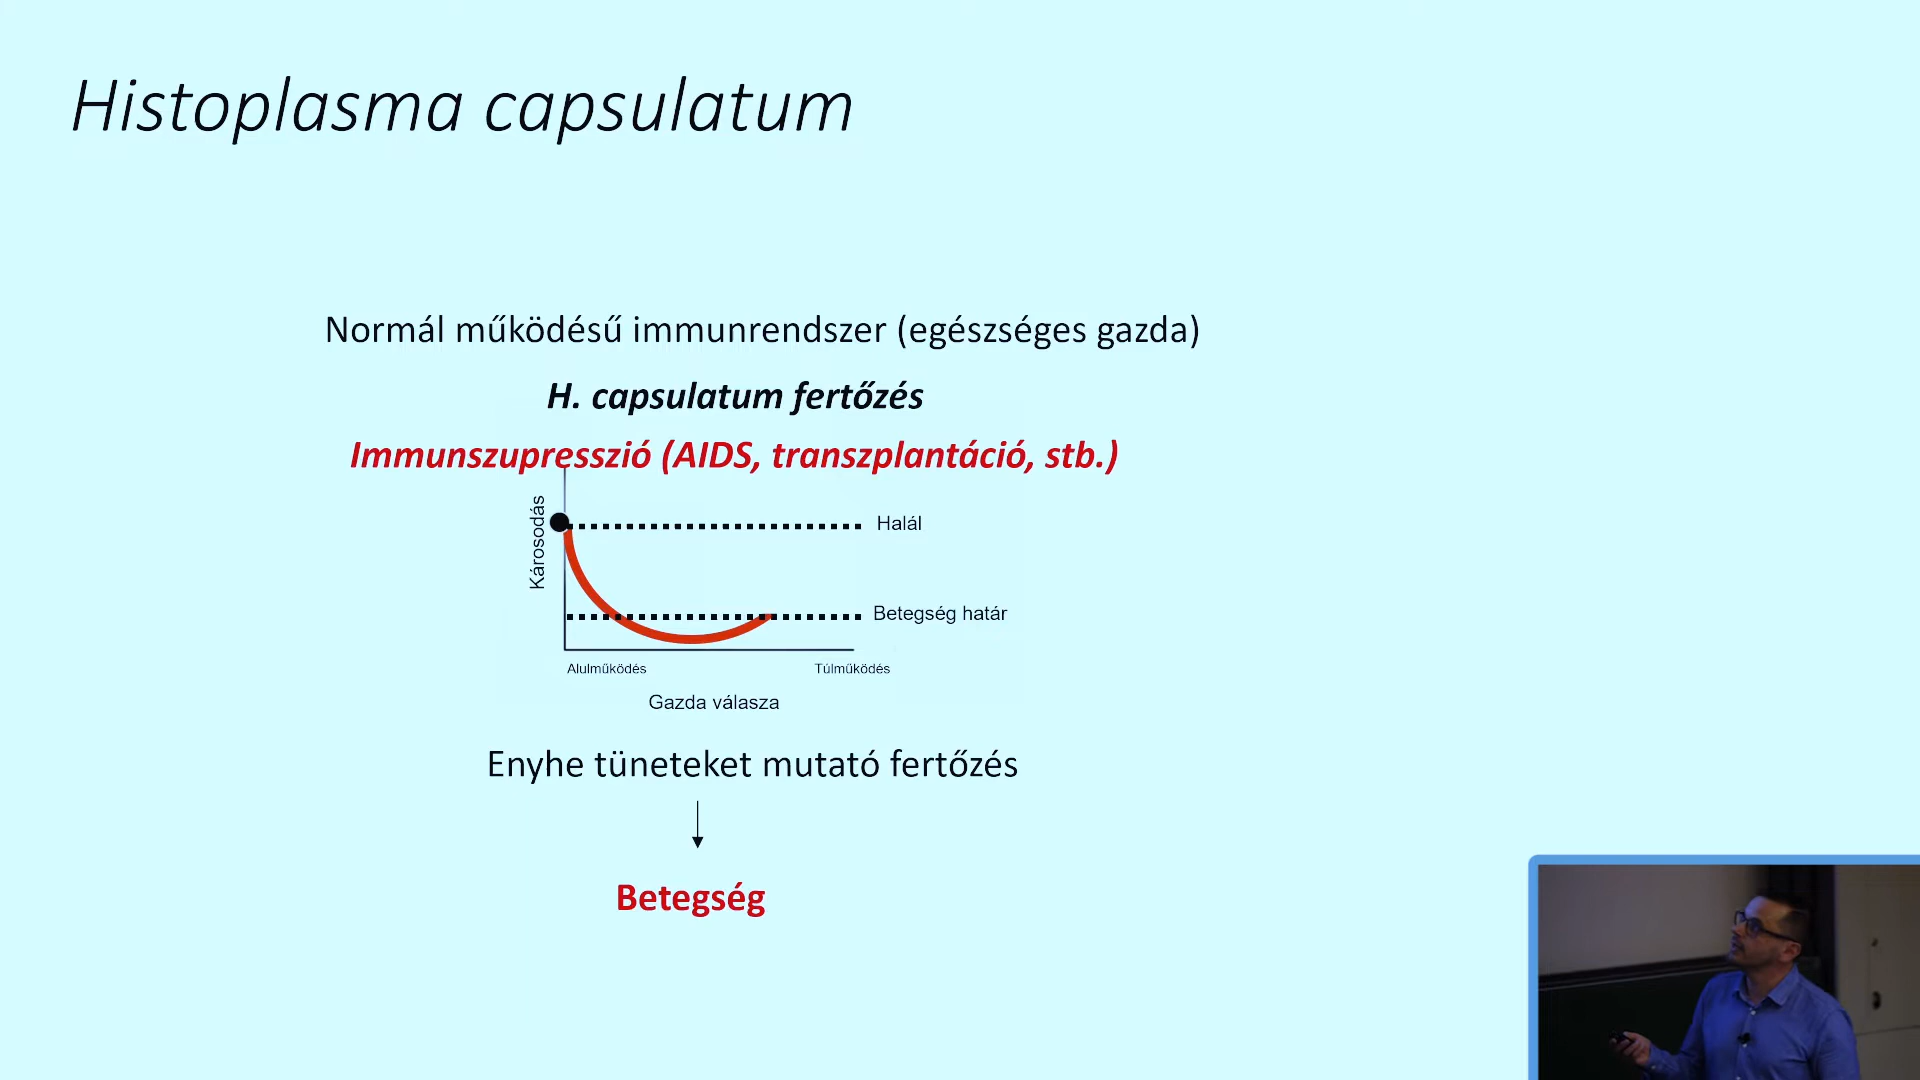 Histoplasma capsulatum
Normál működésű immunrendszer (egészséges gazda)
H. capsulatum fertőzés
Immunszupresszió (AIDS, transzplantáció, stb.)
Károsodás
Halál
Betegség határ
Alulműködés
Túlműködés
Gazda válasza
Enyhe tüneteket mutató fertőzés
Betegség